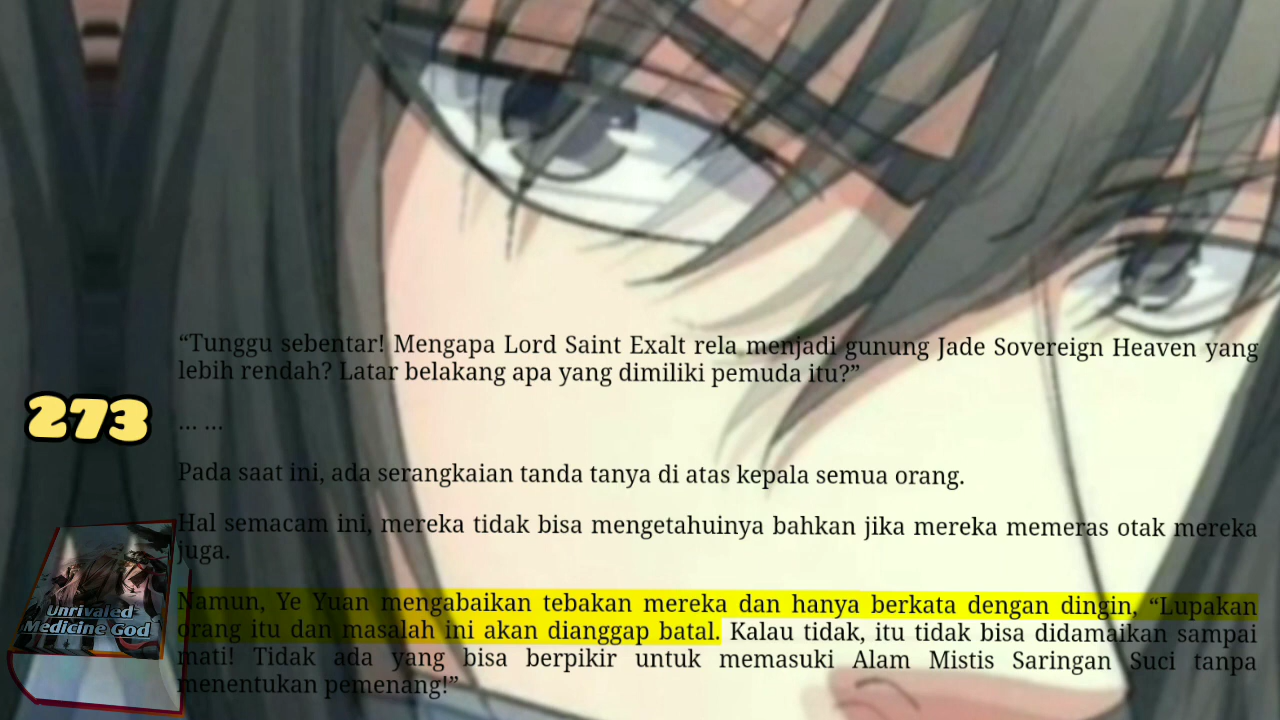 “Tunggu sebentar! Mengapa Lord Saint Exalt rela menjadi gunung Jade Sovereign Heaven yang
lebih rendah? Latar belakang apa yang dimiliki pemuda itu?”
... ...
Pada saat ini, ada serangkaian tanda tanya di atas kepala semua orang.
Hal semacam ini, mereka tidak bisa mengetahuinya bahkan jika mereka memeras otak mereka
juga.
Namun, Ye Yuan mengabaikan tebakan mereka dan hanya berkata dengan dingin, “Lupakan
orang itu dan masalah ini akan dianggap batal. Kalau tidak, itu tidak bisa didamaikan sampai
mati! Tidak ada yang bisa berpikir untuk memasuki Alam Mistis Saringan Suci tanpa
menentukan pemenang!”
273
Unrivaled
Medicine God